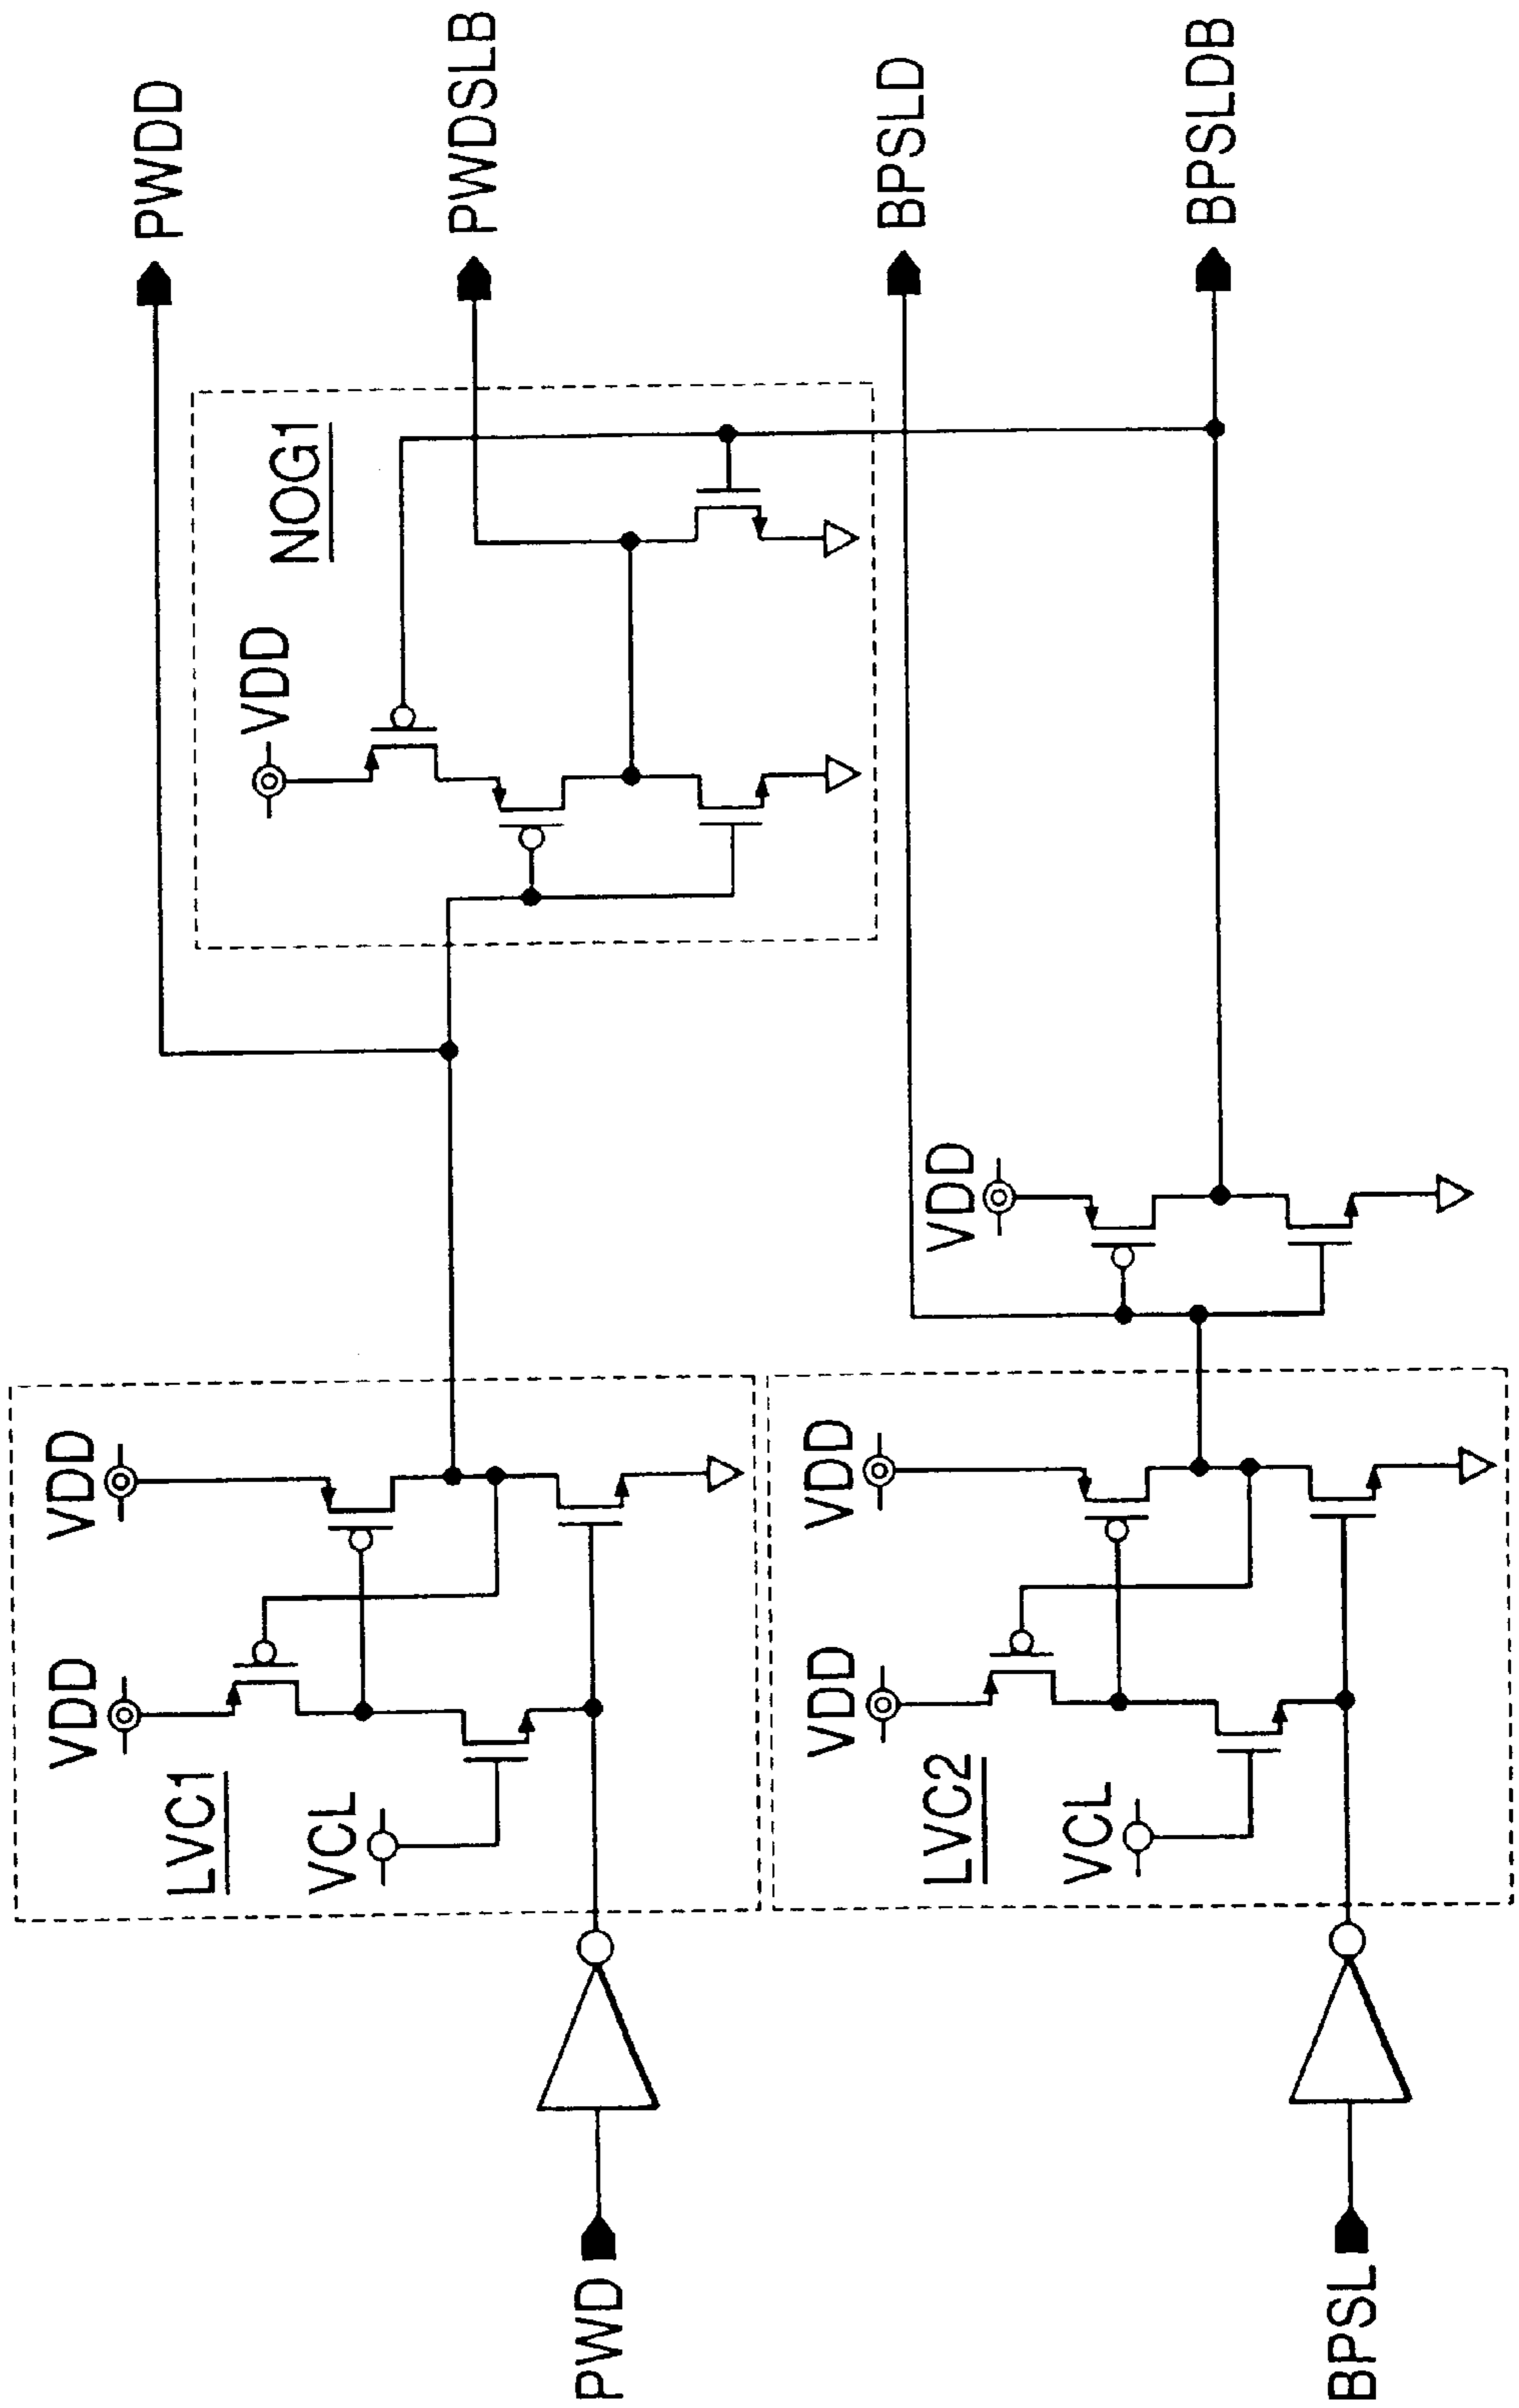 PWDD
PWDSLB
BPSLD
BPSLDB
NOG1
VDD
VDD
VDD
VDD
LVC1
VCL
VDD
VDD
LVC2
VCL
PWD
BPSL